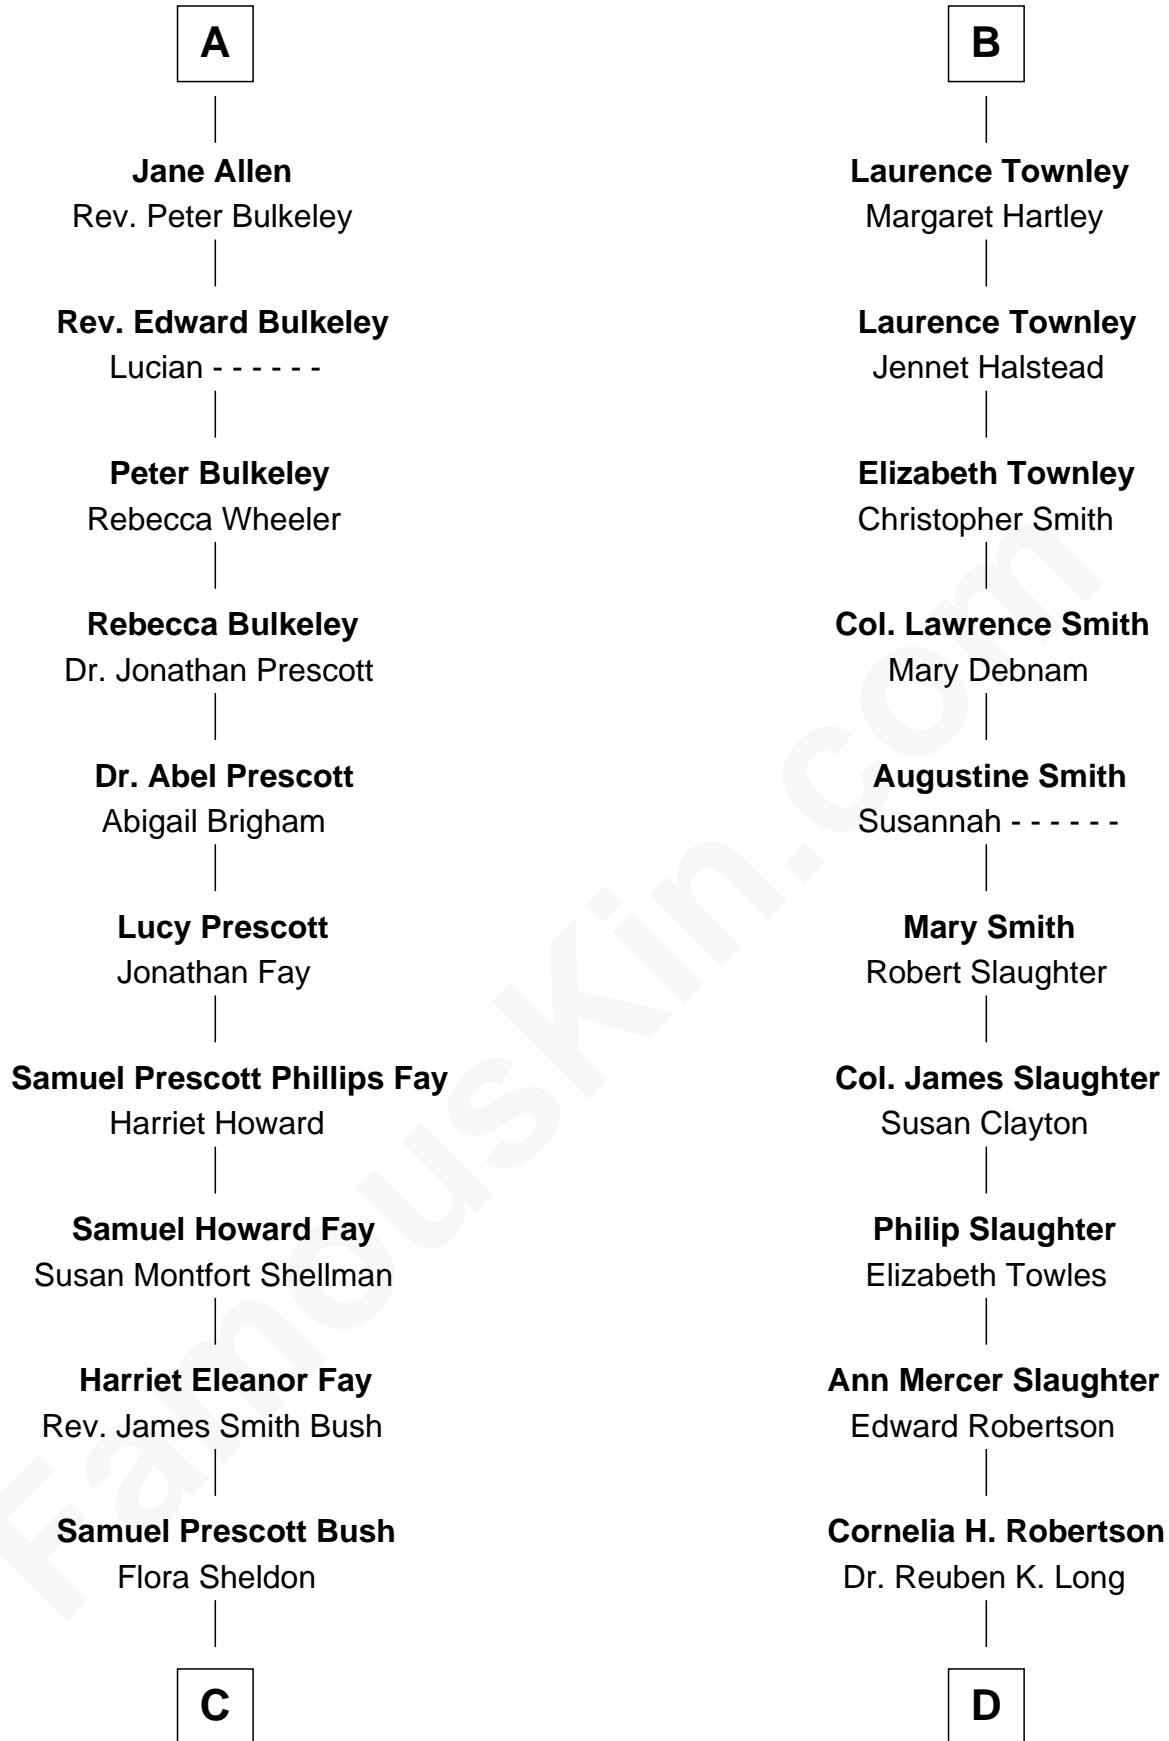 A
Jane Allen
Rev. Peter Bulkeley
Rev. Edward Bulkeley
Lucian - - - - - -
Peter Bulkeley
Rebecca Wheeler
Rebecca Bulkeley
Dr. Jonathan Prescott
Dr. Abel Prescott
Abigail Brigham
Lucy Prescott
Jonathan Fay
Samuel Prescott Phillips Fay
Harriet Howard
Samuel Howard Fay
Susan Montfort Shellman
Harriet Eleanor Fay
Rev. James Smith Bush
Samuel Prescott Bush
Flora Sheldon
C
B
Laurence Townley
Margaret Hartley
Laurence Townley
Jennet Halstead
Elizabeth Townley
Christopher Smith
Col. Lawrence Smith
Mary Debnam
Augustine Smith
Susannah - - - - - -
Mary Smith
Robert Slaughter
Col. James Slaughter
Susan Clayton
Philip Slaughter
Elizabeth Towles
Ann Mercer Slaughter
Edward Robertson
Cornelia H. Robertson
Dr. Reuben K. Long
D
FamousKin.com